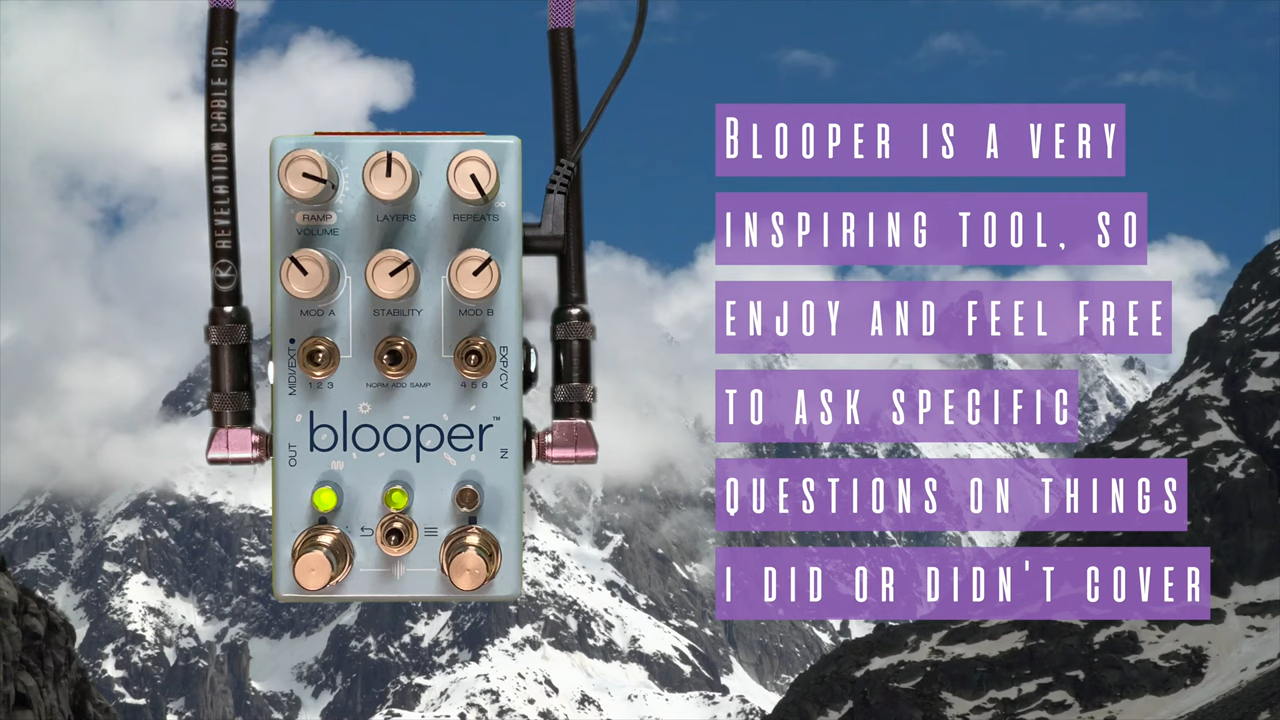 REVELATION CABLE CO.
RAMP
VOLUME
LAYERS
REPEATS
MOD A
STABILITY
MOD B
MIDI/EXT
1 2 3
NORM ADD SAMP
4 5 6
EXP/CV
blooper™
OUT
IN
BLOOPER IS A VERY
INSPIRING TOOL, SO
ENJOY AND FEEL FREE
TO ASK SPECIFIC
QUESTIONS ON THINGS
I DID OR DIDN'T COVER